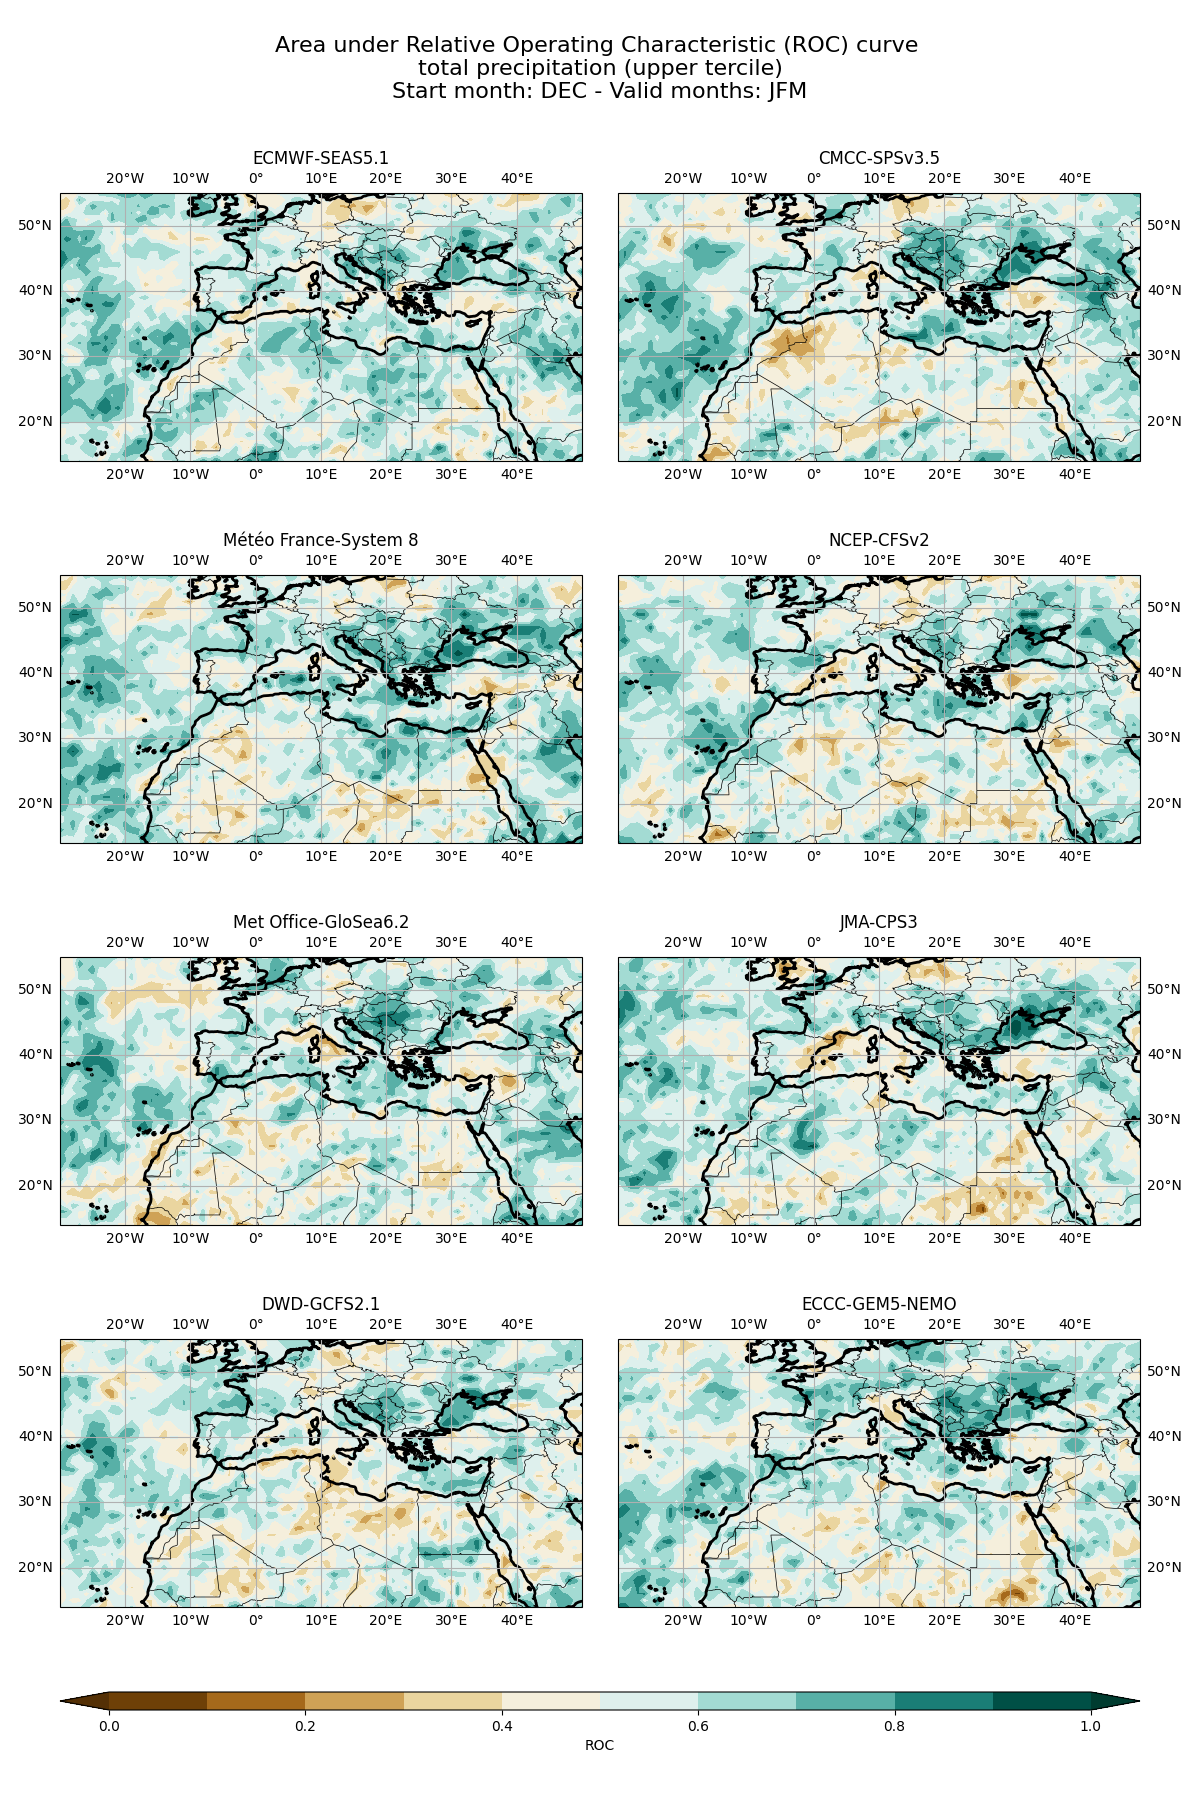 Area under Relative Operating Characteristic (ROC) curve
total precipitation (upper tercile)
Start month: DEC - Valid months: JFM
ECMWF-SEAS5.1
CMCC-SPSv3.5
20°W 10°W 0° 10°E 20°E 30°E 40°E
20°W 10°W 0° 10°E 20°E 30°E 40°E
50°N
50°N
40°N
40°N
30°N
30°N
20°N
20°N
20°W 10°W 0° 10°E 20°E 30°E 40°E
20°W 10°W 0° 10°E 20°E 30°E 40°E
Météo France-System 8
NCEP-CFSv2
20°W 10°W 0° 10°E 20°E 30°E 40°E
20°W 10°W 0° 10°E 20°E 30°E 40°E
50°N
50°N
40°N
40°N
30°N
30°N
20°N
20°N
20°W 10°W 0° 10°E 20°E 30°E 40°E
20°W 10°W 0° 10°E 20°E 30°E 40°E
Met Office-GloSea6.2
JMA-CPS3
20°W 10°W 0° 10°E 20°E 30°E 40°E
20°W 10°W 0° 10°E 20°E 30°E 40°E
50°N
50°N
40°N
40°N
30°N
30°N
20°N
20°N
20°W 10°W 0° 10°E 20°E 30°E 40°E
20°W 10°W 0° 10°E 20°E 30°E 40°E
DWD-GCFS2.1
ECCC-GEM5-NEMO
20°W 10°W 0° 10°E 20°E 30°E 40°E
20°W 10°W 0° 10°E 20°E 30°E 40°E
50°N
50°N
40°N
40°N
30°N
30°N
20°N
20°N
20°W 10°W 0° 10°E 20°E 30°E 40°E
20°W 10°W 0° 10°E 20°E 30°E 40°E
0.0 0.2 0.4 0.6 0.8 1.0
ROC